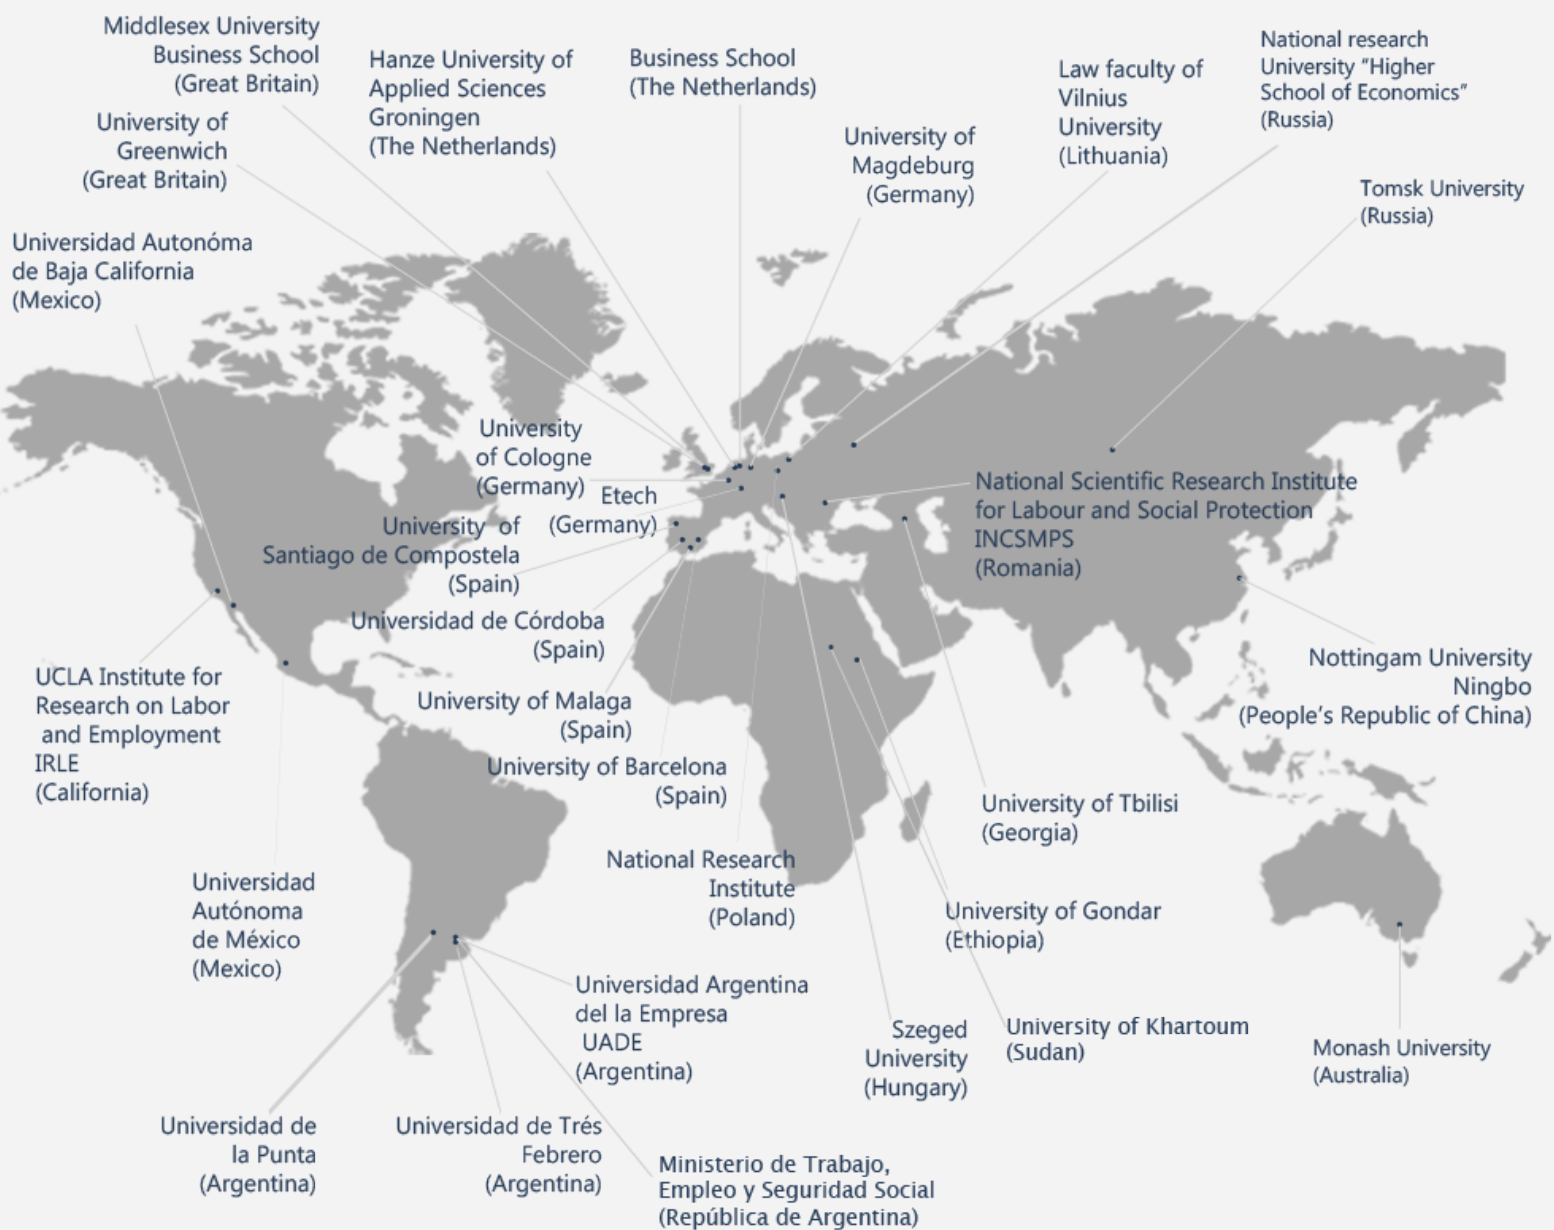 Middlesex University
Business School
(Great Britain)
Hanze University of
Applied Sciences
Groningen
(The Netherlands)
Business School
(The Netherlands)
Law faculty of
Vilnius
University
(Lithuania)
National research
University “Higher
School of Economics”
(Russia)
University of
Greenwich
(Great Britain)
University of
Magdeburg
(Germany)
Tomsk University
(Russia)
Universidad Autonóma
de Baja California
(Mexico)
University
of Cologne
(Germany)
Etech
(Germany)
National Scientific Research Institute
for Labour and Social Protection
INCSMPS
(Romania)
University of
Santiago de Compostela
(Spain)
Universidad de Córdoba
(Spain)
UCLA Institute for
Research on Labor
and Employment
IRLE
(California)
University of Malaga
(Spain)
Nottingam University
Ningbo
(People’s Republic of China)
University of Barcelona
(Spain)
University of Tbilisi
(Georgia)
National Research
Institute
(Poland)
Universidad
Autónoma
de México
(Mexico)
University of Gondar
(Ethiopia)
Universidad Argentina
del la Empresa
UADE
(Argentina)
Szeged
University
(Hungary)
University of Khartoum
(Sudan)
Monash University
(Australia)
Universidad de
la Punta
(Argentina)
Universidad de Trés
Febrero
(Argentina)
Ministerio de Trabajo,
Empleo y Seguridad Social
(República de Argentina)